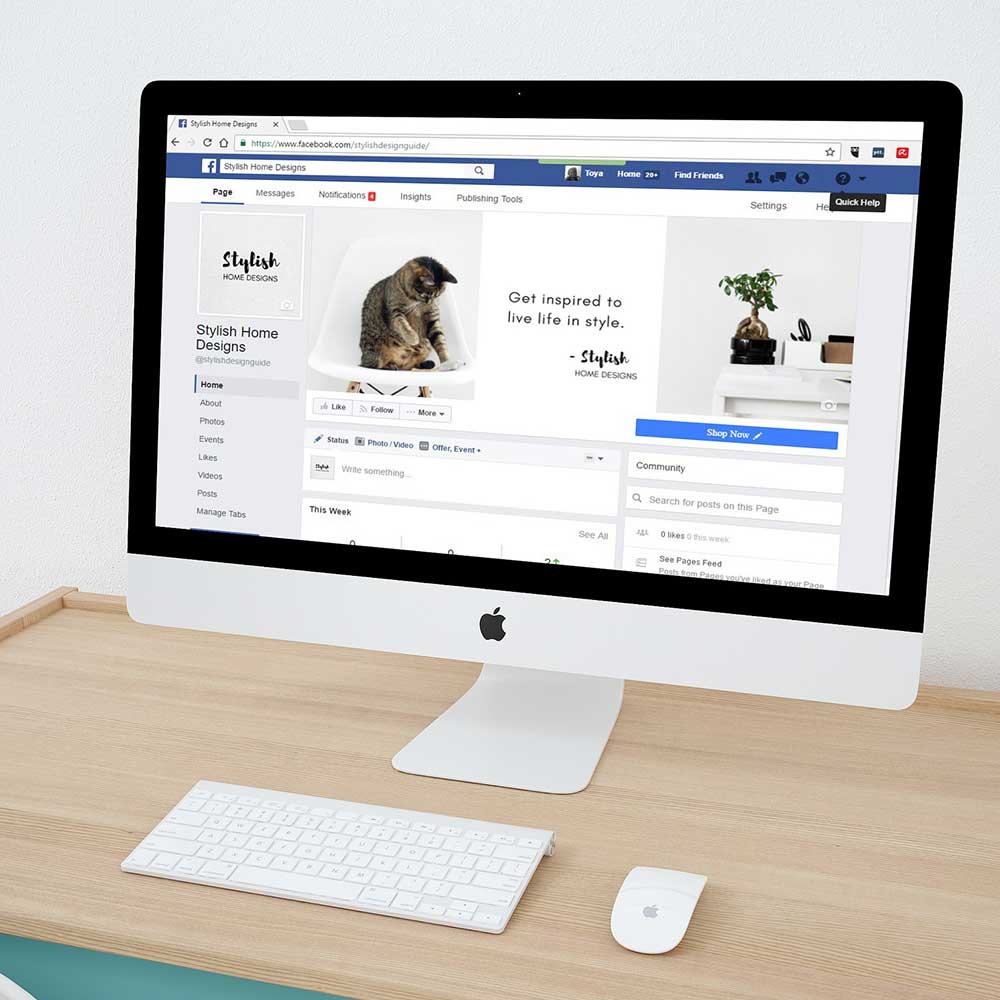 Stylish Home Designs
https://www.facebook.com/stylishdesignguide/
Stylish Home Designs
Toya
Home 20+
Find Friends
Quick Help
Page
Messages
Notifications 4
Insights
Publishing Tools
Settings
Hel
Stylish
HOME DESIGNS
Stylish Home
Designs
@stylishdesignguide
Home
About
Photos
Events
Likes
Videos
Posts
Manage Tabs
Get inspired to
live life in style.
- Stylish
HOME DESIGNS
Like
Follow
More
Shop Now
Status
Photo / Video
Offer, Event +
Write something...
This Week
See All
Community
Search for posts on this Page
0 likes 0 this week
See Pages Feed
Posts from Pages you've liked as your Page